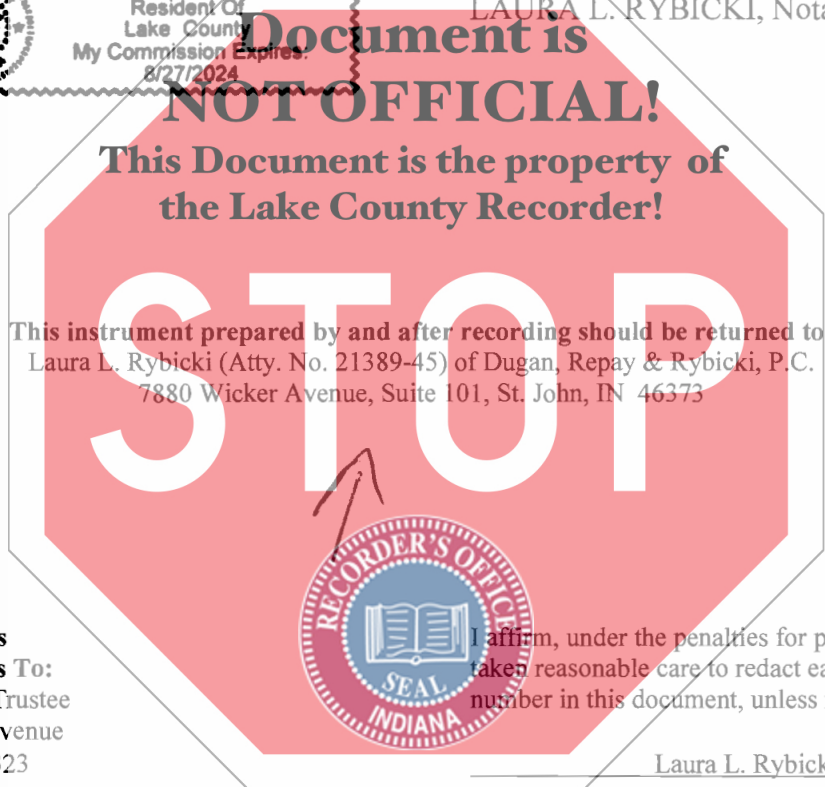 Resident Of
LAURA L. RYBICKI, Nota
Lake County
My Commission Expires:
8/27/2024
Document is
NOT OFFICIAL!
This Document is the property of
the Lake County Recorder!
STOP
This instrument prepared by and after recording should be returned to
Laura L. Rybicki (Atty. No. 21389-45) of Dugan, Repay & Rybicki, P.C.
7880 Wicker Avenue, Suite 101, St. John, IN 46373
RECORDER'S OFFICE
SEAL
INDIANA
s
s To:
Trustee
venue
23
I affirm, under the penalties for p
taken reasonable care to redact ea
number in this document, unless
Laura L. Rybick